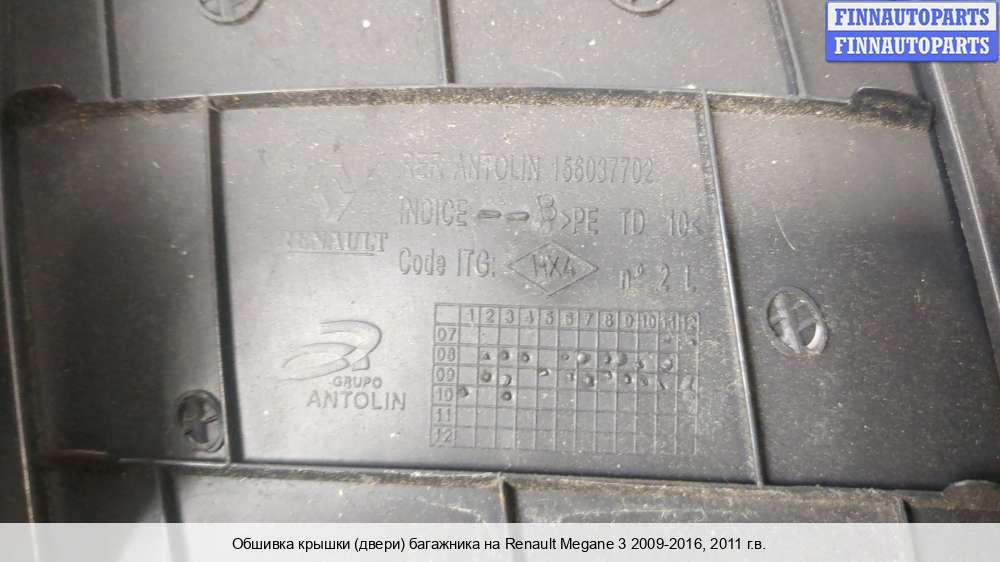 FINNAUTOPARTS
FINNAUTOPARTS
REF. ANTOLIN 156037702
INDICE --B >PE TD 10<
RENAULT
Code ITG: HX4 n° 2 L
1 2 3 4 5 6 7 8 9 10 11 12
07
08
09
10
11
12
GRUPO
ANTOLIN
Обшивка крышки (двери) багажника на Renault Megane 3 2009-2016, 2011 г.в.